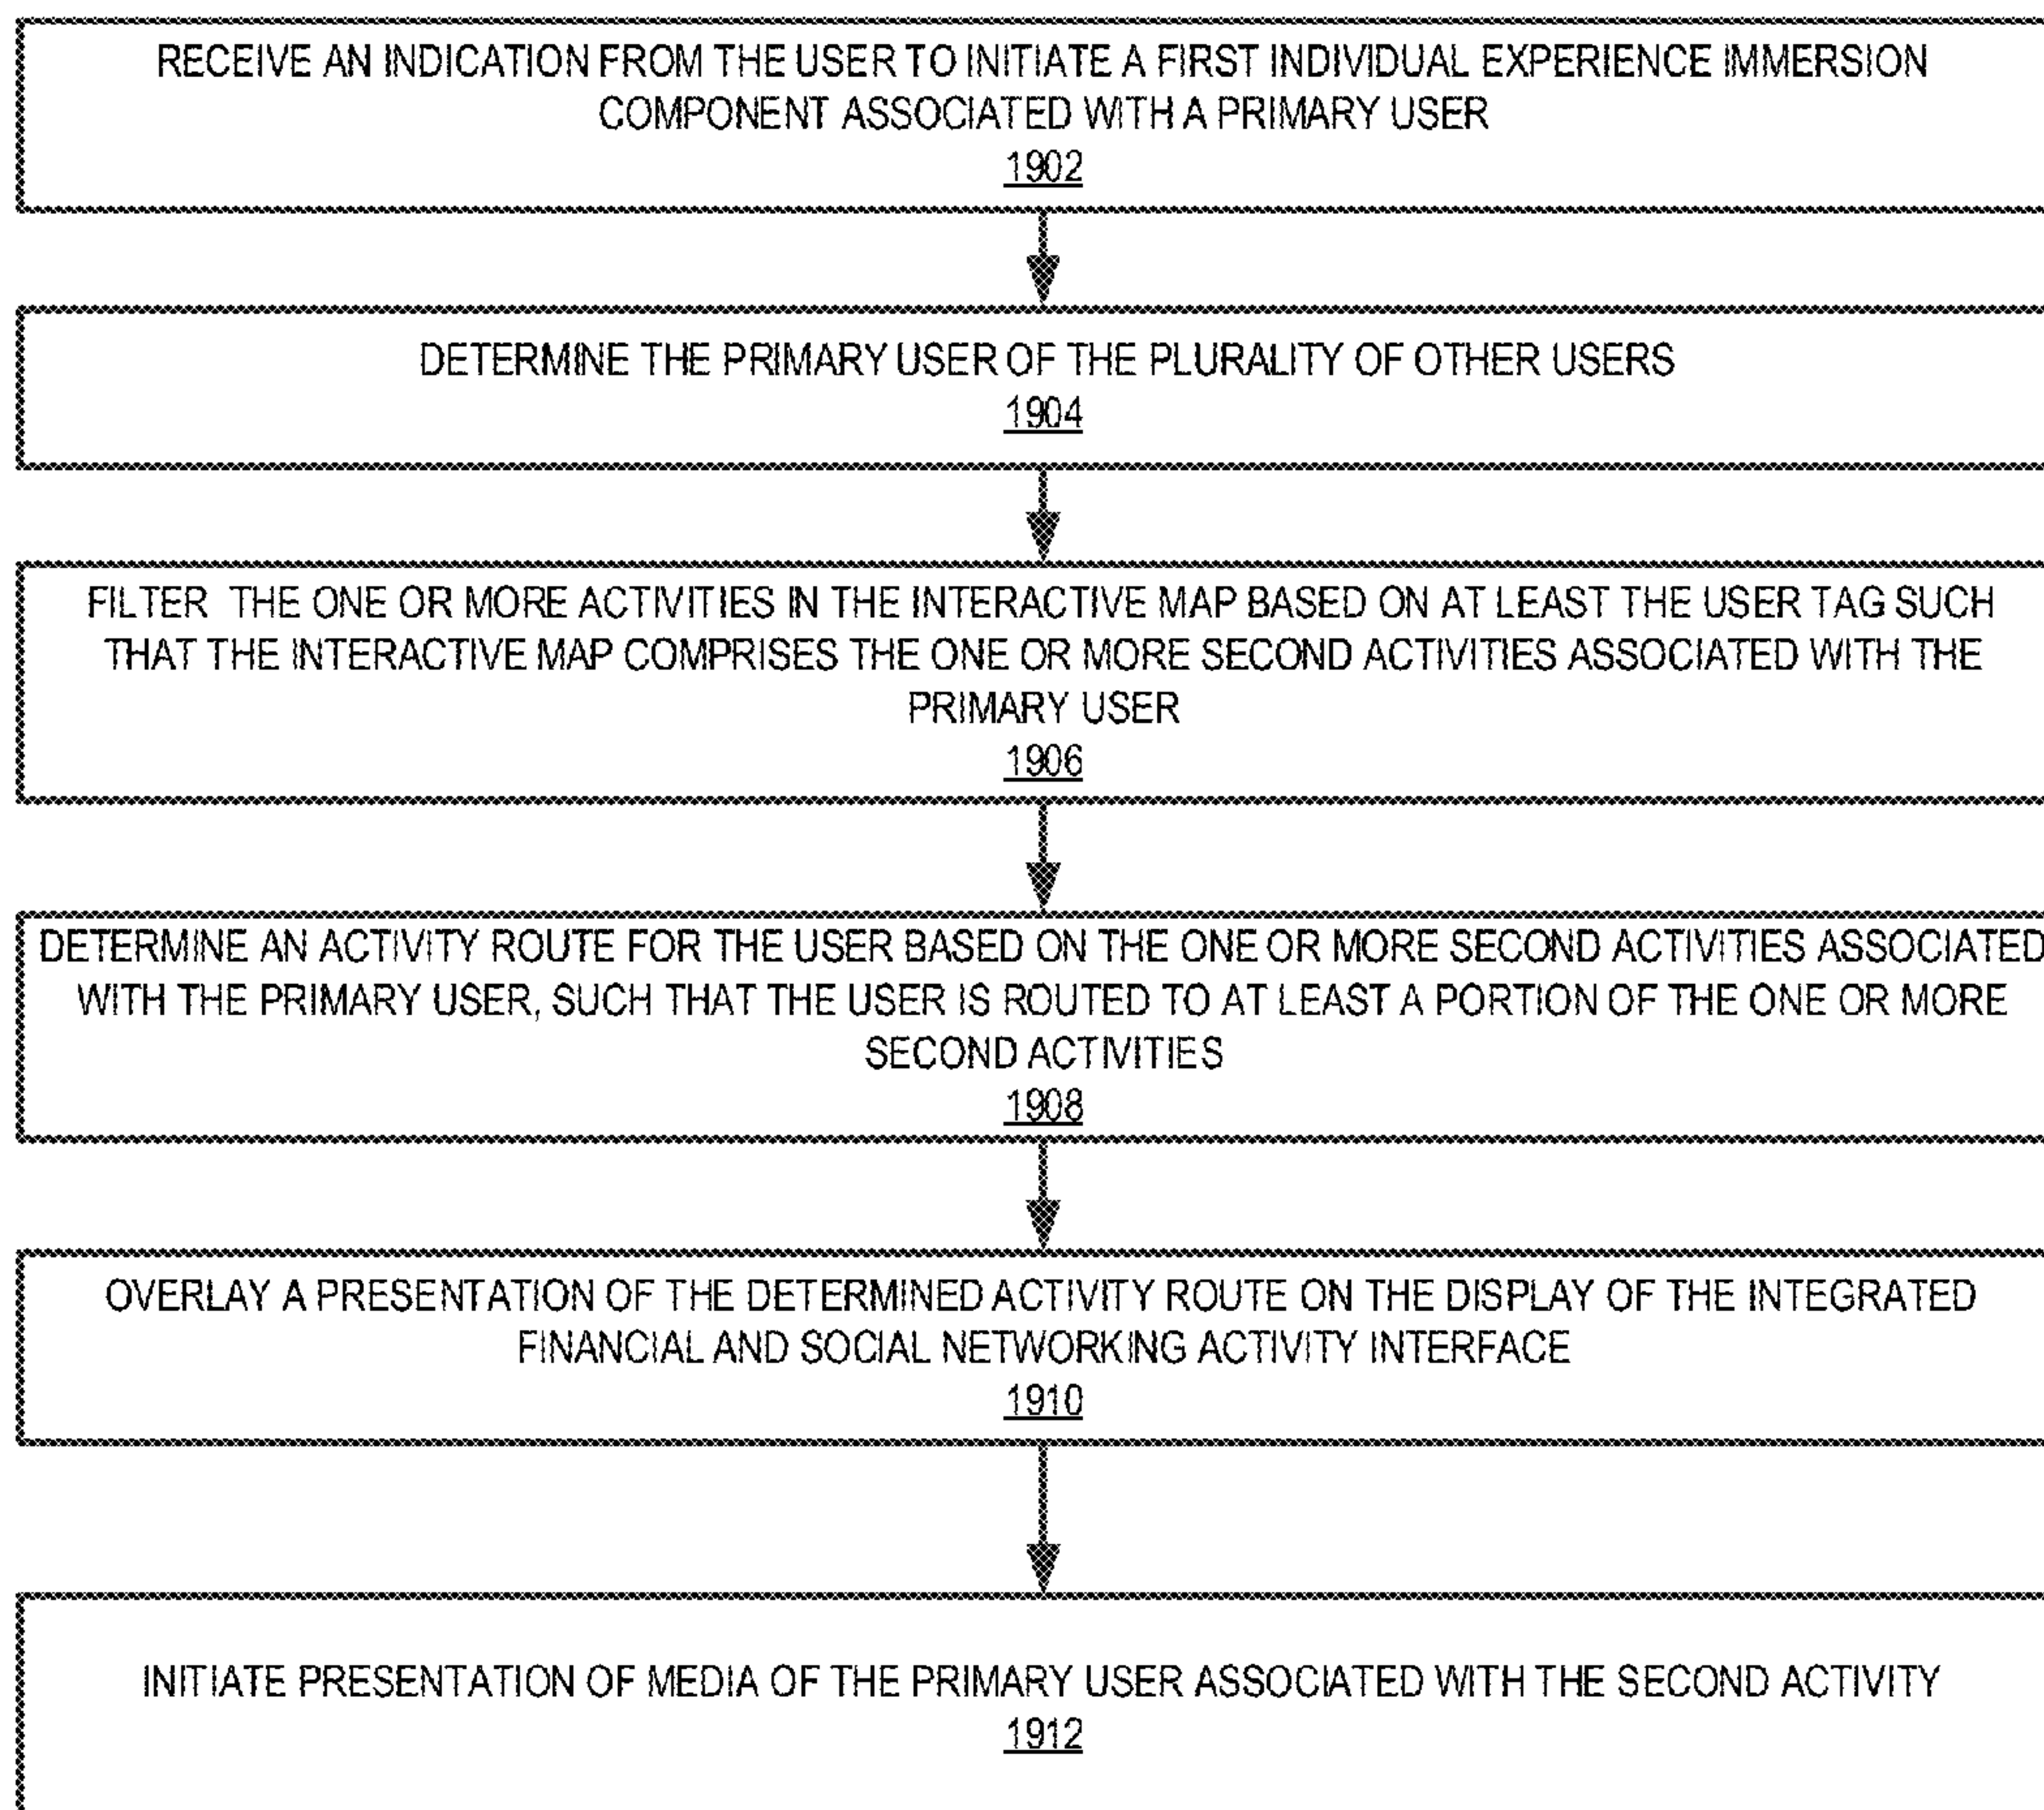 RECEIVE AN INDICATION FROM THE USER TO INITIATE A FIRST INDIVIDUAL EXPERIENCE IMMERSION
COMPONENT ASSOCIATED WITH A PRIMARY USER
1902
DETERMINE THE PRIMARY USER OF THE PLURALITY OF OTHER USERS
1904
FILTER THE ONE OR MORE ACTIVITIES IN THE INTERACTIVE MAP BASED ON AT LEAST THE USER TAG SUCH
THAT THE INTERACTIVE MAP COMPRISES THE ONE OR MORE SECOND ACTIVITIES ASSOCIATED WITH THE
PRIMARY USER
1906
DETERMINE AN ACTIVITY ROUTE FOR THE USER BASED ON THE ONE OR MORE SECOND ACTIVITIES ASSOCIATED
WITH THE PRIMARY USER, SUCH THAT THE USER IS ROUTED TO AT LEAST A PORTION OF THE ONE OR MORE
SECOND ACTIVITIES
1908
OVERLAY A PRESENTATION OF THE DETERMINED ACTIVITY ROUTE ON THE DISPLAY OF THE INTEGRATED
FINANCIAL AND SOCIAL NETWORKING ACTIVITY INTERFACE
1910
INITIATE PRESENTATION OF MEDIA OF THE PRIMARY USER ASSOCIATED WITH THE SECOND ACTIVITY
1912